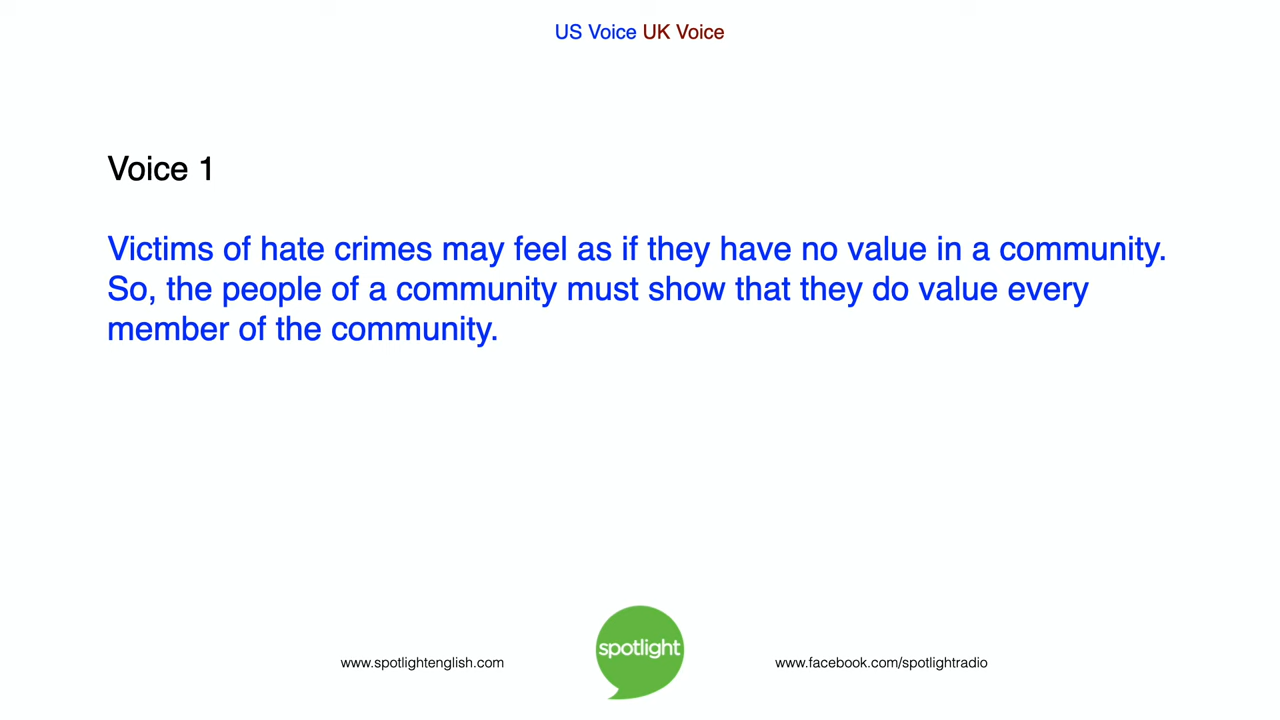 US Voice UK Voice
Voice 1
Victims of hate crimes may feel as if they have no value in a community.
So, the people of a community must show that they do value every
member of the community.
spotlight
www.spotlightenglish.com
www.facebook.com/spotlightradio